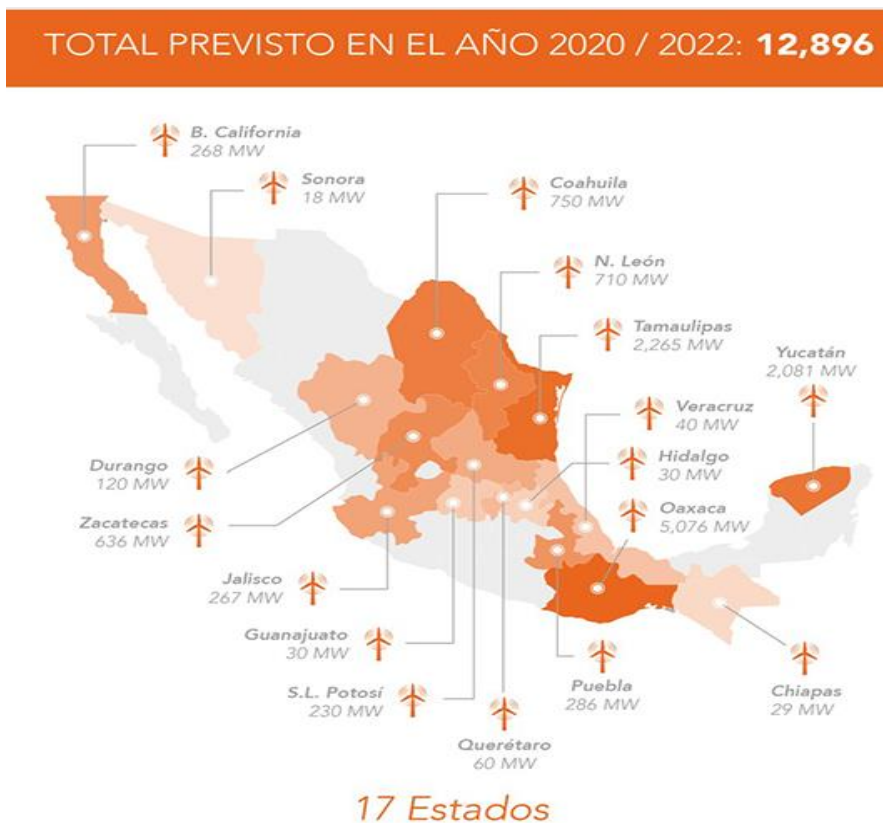 TOTAL PREVISTO EN EL AÑO 2020 / 2022: 12,896
B. California
268 MW
Sonora
18 MW
Coahuila
750 MW
N. León
710 MW
Tamaulipas
2,265 MW
Yucatán
2,081 MW
Veracruz
40 MW
Hidalgo
30 MW
Oaxaca
5,076 MW
Durango
120 MW
Zacatecas
636 MW
Jalisco
267 MW
Guanajuato
30 MW
S.L. Potosí
230 MW
Querétaro
60 MW
Puebla
286 MW
Chiapas
29 MW
17 Estados